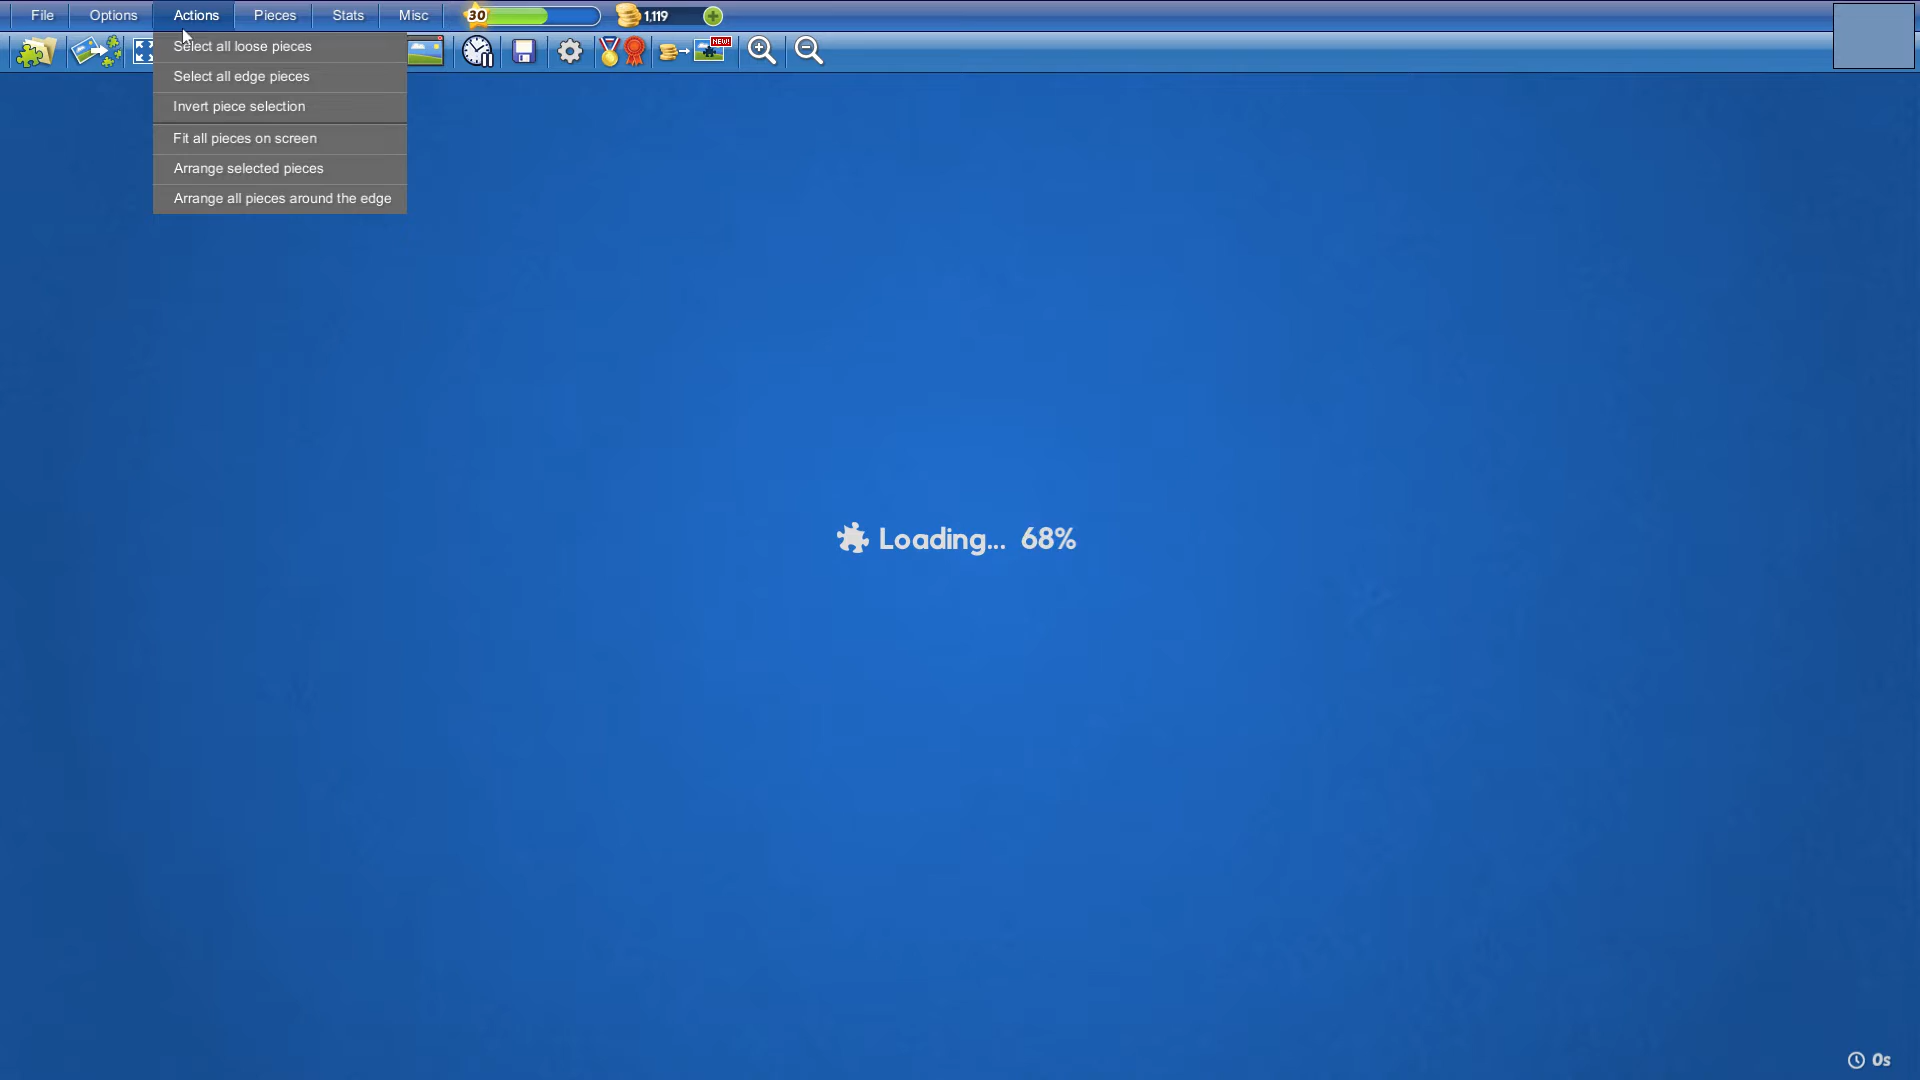 File Options Actions Pieces Stats Misc 30 1,119
NEW!
Select all loose pieces
Select all edge pieces
Invert piece selection
Fit all pieces on screen
Arrange selected pieces
Arrange all pieces around the edge
Loading... 68%
0s